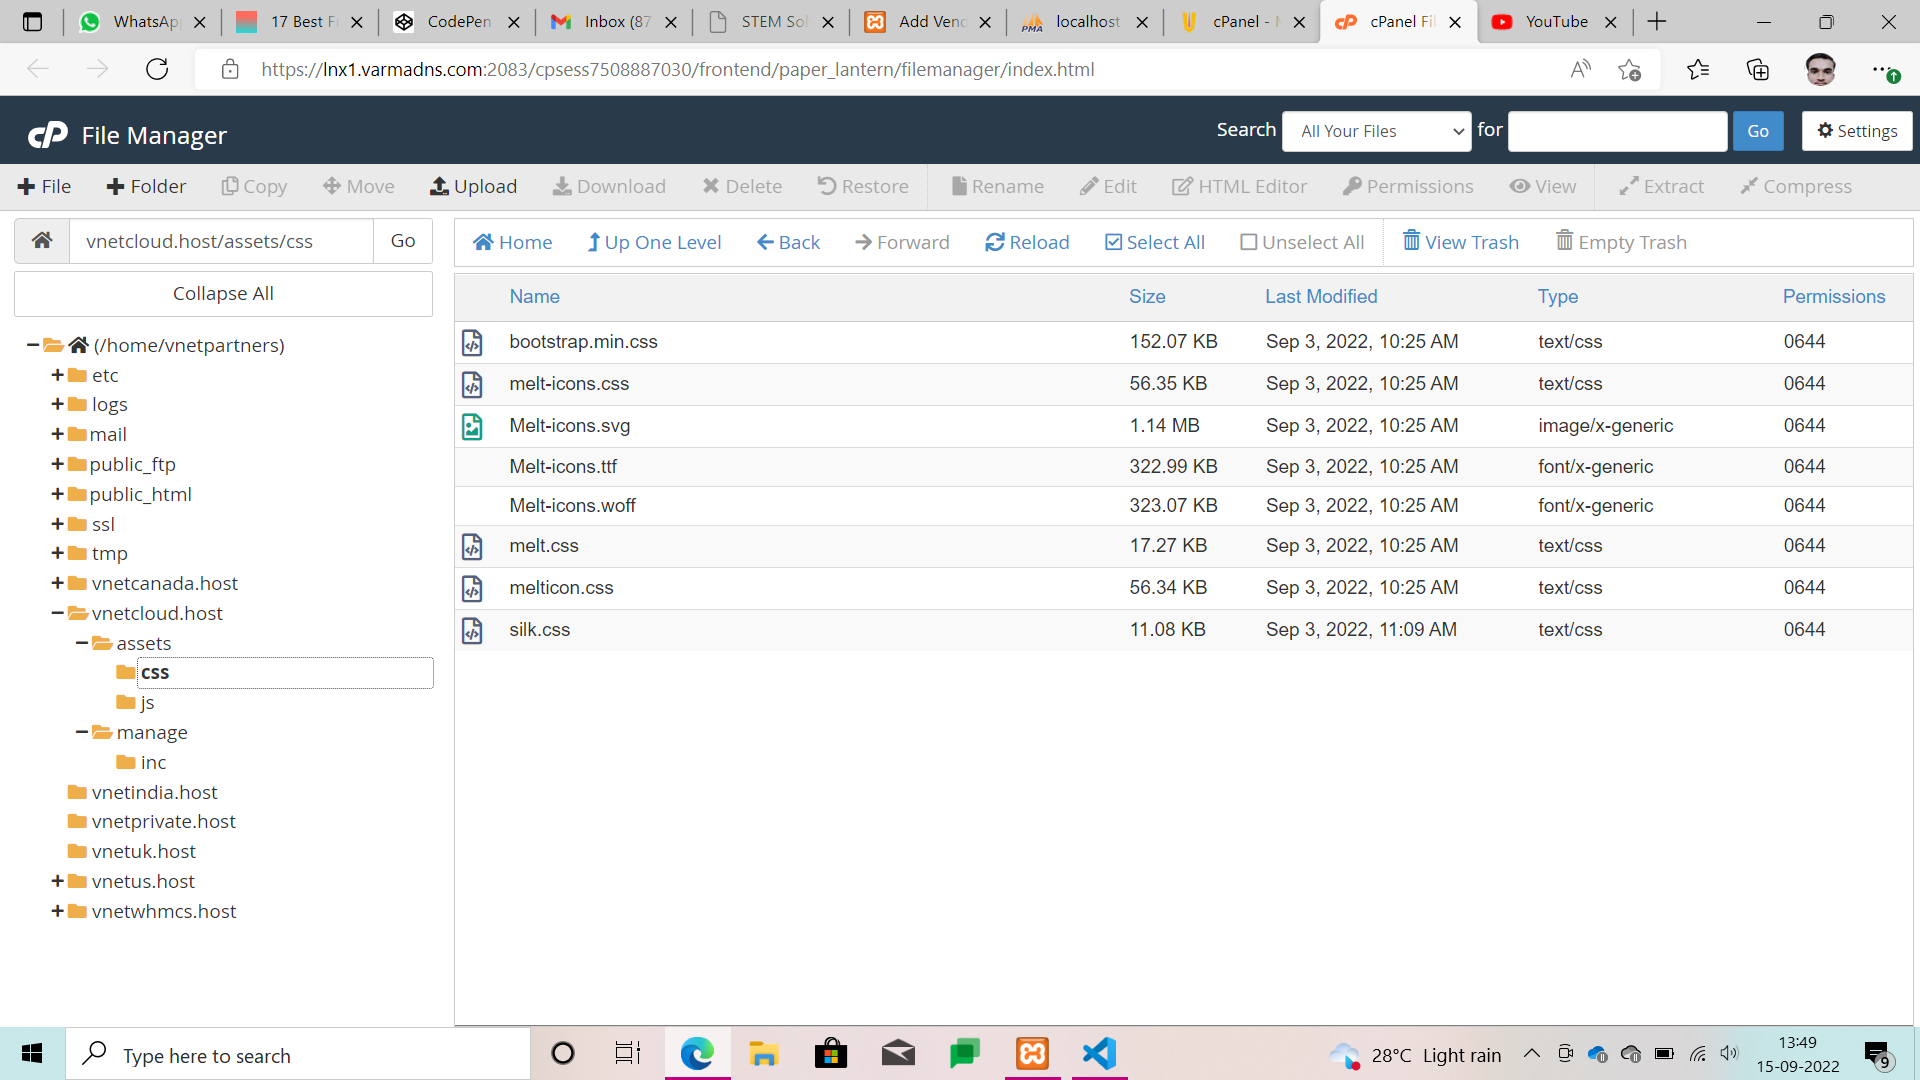 WhatsAp
17 Best F
CodePen
Inbox (87
STEM Sol
Add Vend
localhost
cPanel -
cPanel Fil
YouTube
https://lnx1.varmadns.com:2083/cpsess7508887030/frontend/paper_lantern/filemanager/index.html
cP File Manager
Search All Your Files for Go Settings
File Folder Copy Move Upload Download Delete Restore Rename Edit HTML Editor Permissions View Extract Compress
vnetcloud.host/assets/css Go
Home Up One Level Back Forward Reload Select All Unselect All View Trash Empty Trash
Collapse All
(/home/vnetpartners)
etc
logs
mail
public_ftp
public_html
ssl
tmp
vnetcanada.host
vnetcloud.host
assets
css
js
manage
inc
vnetindia.host
vnetprivate.host
vnetuk.host
vnetus.host
vnetwhmcs.host
Name Size Last Modified Type Permissions
bootstrap.min.css 152.07 KB Sep 3, 2022, 10:25 AM text/css 0644
melt-icons.css 56.35 KB Sep 3, 2022, 10:25 AM text/css 0644
Melt-icons.svg 1.14 MB Sep 3, 2022, 10:25 AM image/x-generic 0644
Melt-icons.ttf 322.99 KB Sep 3, 2022, 10:25 AM font/x-generic 0644
Melt-icons.woff 323.07 KB Sep 3, 2022, 10:25 AM font/x-generic 0644
melt.css 17.27 KB Sep 3, 2022, 10:25 AM text/css 0644
melticon.css 56.34 KB Sep 3, 2022, 10:25 AM text/css 0644
silk.css 11.08 KB Sep 3, 2022, 11:09 AM text/css 0644
Type here to search
28°C Light rain
13:49
15-09-2022
9